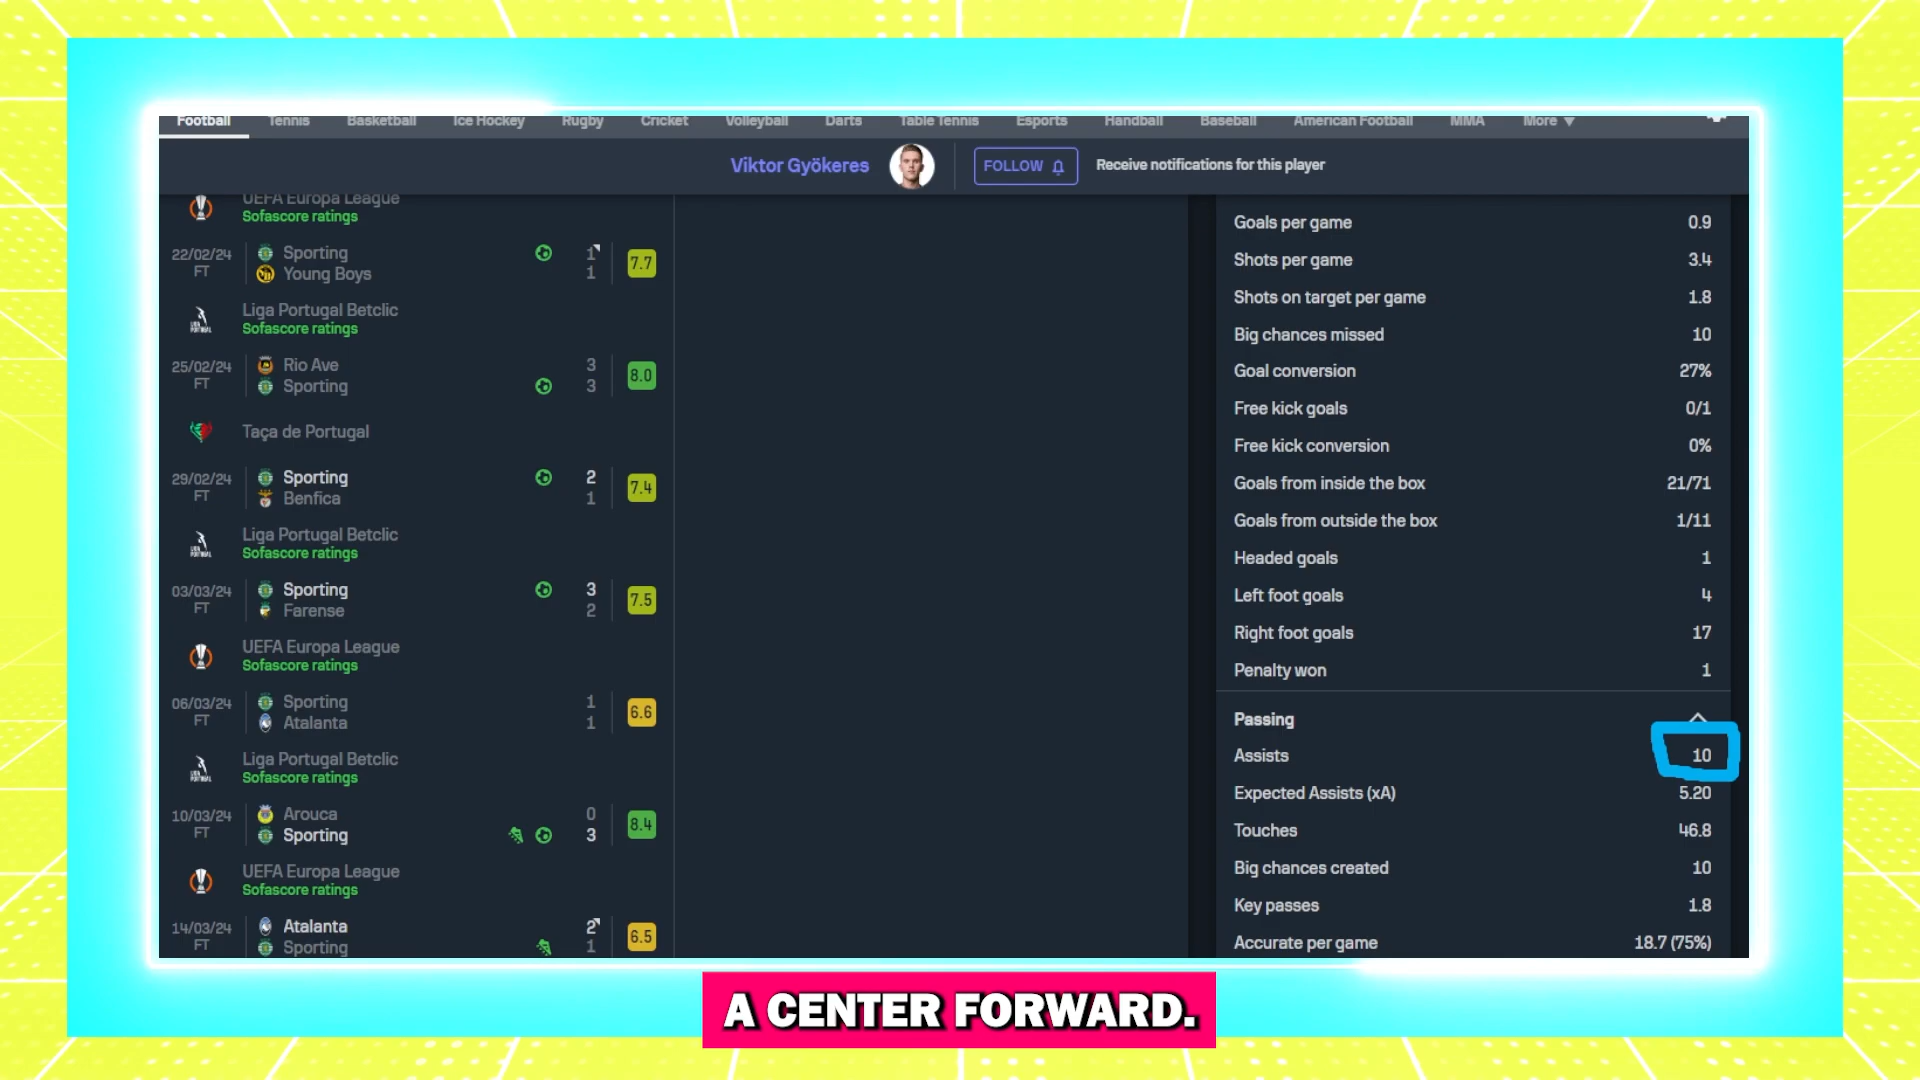 Football Tennis Basketball Ice Hockey Rugby Cricket Volleyball Darts Table Tennis Esports Handball Baseball American Football MMA More
Viktor Gyökeres FOLLOW Receive notifications for this player
UEFA Europa League
Sofascore ratings
22/02/24 Sporting 1
FT Young Boys 1
7.7
Liga Portugal Betclic
Sofascore ratings
25/02/24 Rio Ave 3
FT Sporting 3
8.0
Taça de Portugal
29/02/24 Sporting 2
FT Benfica 1
7.4
Liga Portugal Betclic
Sofascore ratings
03/03/24 Sporting 3
FT Farense 2
7.5
UEFA Europa League
Sofascore ratings
06/03/24 Sporting 1
FT Atalanta 1
6.6
Liga Portugal Betclic
Sofascore ratings
10/03/24 Arouca 0
FT Sporting 3
8.4
UEFA Europa League
Sofascore ratings
14/03/24 Atalanta 2
FT Sporting 1
6.5
Goals per game 0.9
Shots per game 3.4
Shots on target per game 1.8
Big chances missed 10
Goal conversion 27%
Free kick goals 0/1
Free kick conversion 0%
Goals from inside the box 21/71
Goals from outside the box 1/11
Headed goals 1
Left foot goals 4
Right foot goals 17
Penalty won 1
Passing
Assists 10
Expected Assists (xA) 5.20
Touches 46.8
Big chances created 10
Key passes 1.8
Accurate per game 18.7 (75%)
A CENTER FORWARD.